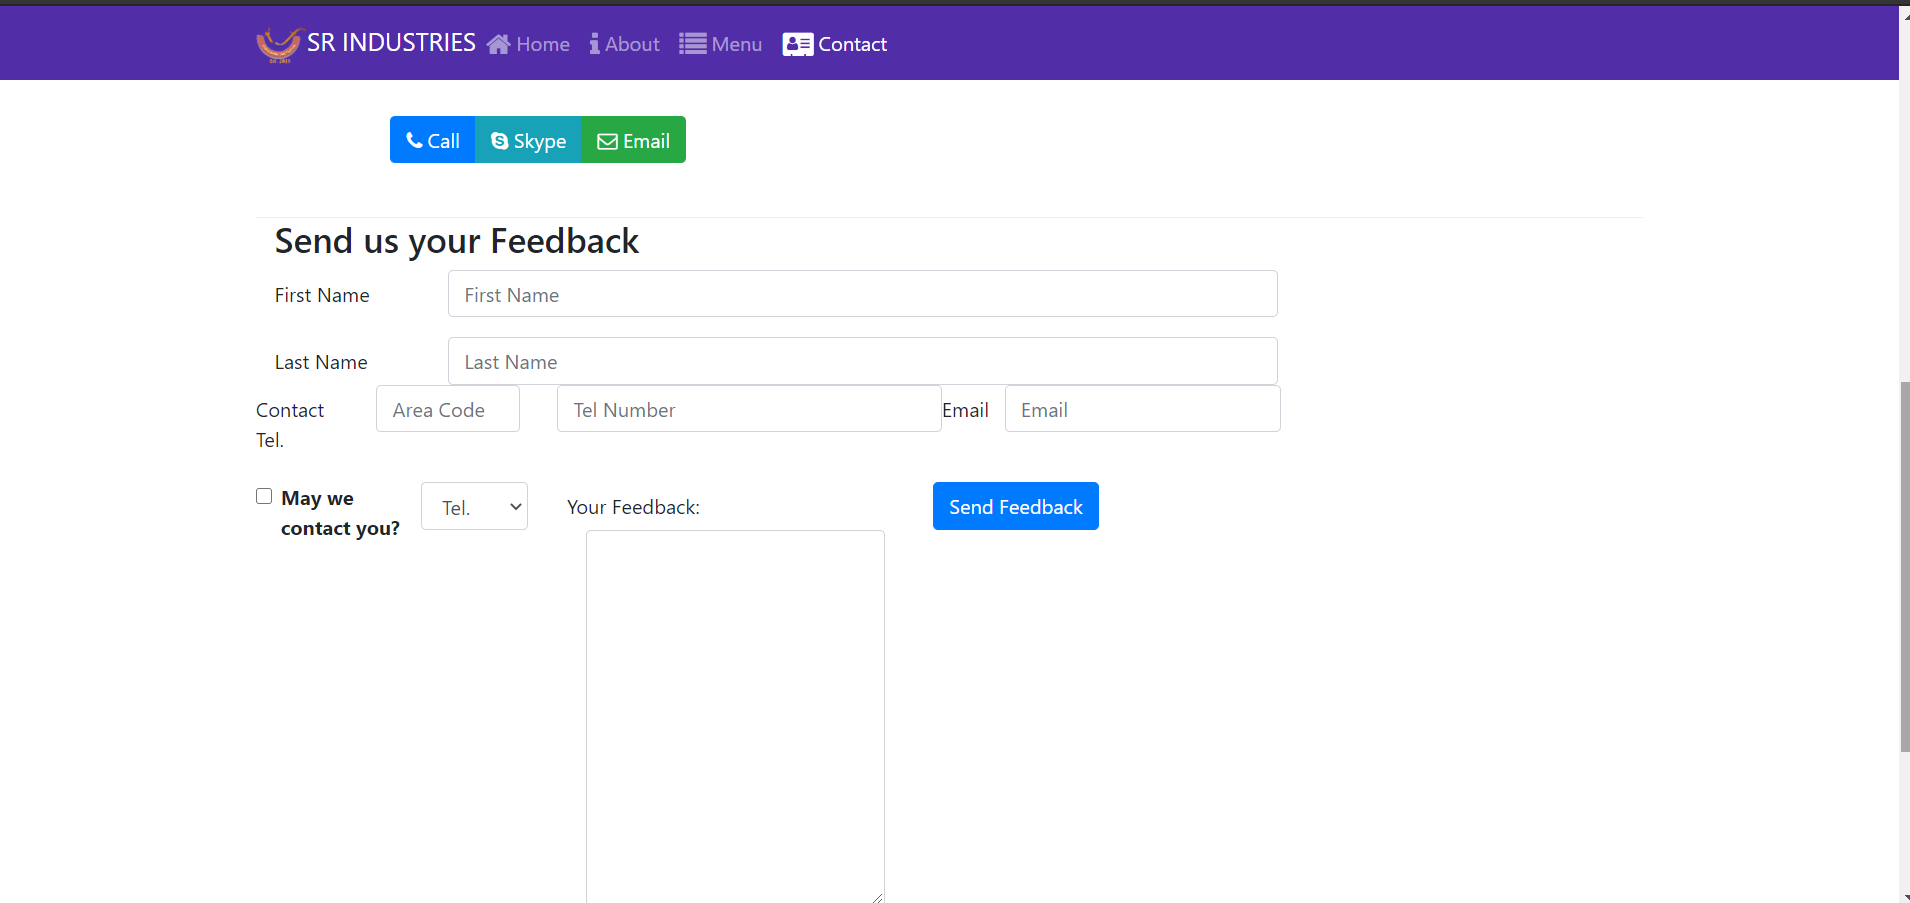 SR INDUSTRIES Home About Menu Contact
Call Skype Email
Send us your Feedback
First Name First Name
Last Name Last Name
Contact Tel. Area Code Tel Number Email Email
May we contact you? Tel. Your Feedback: Send Feedback